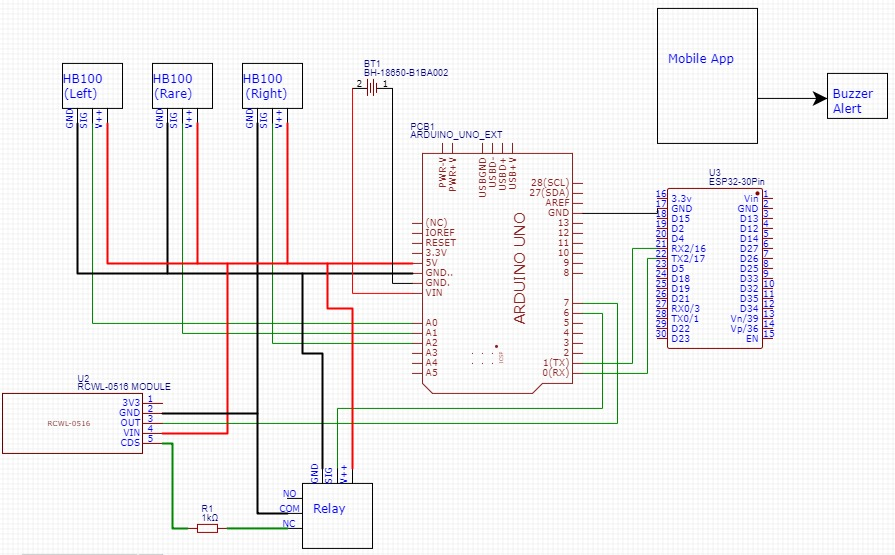 Mobile App
Buzzer
Alert
BT1
BH-18650-B1BA002
2
1
HB100
(Left)
HB100
(Rare)
HB100
(Right)
GND
SIG
V++
GND
SIG
V++
GND
SIG
V++
PCB1
ARDUINO_UNO_EXT
PWR-V
PWR+V
USBGND
USBD-
USBD+
USB+V
28(SCL)
27(SDA)
AREF
GND
13
12
11
10
9
8
7
6
5
4
3
2
1(TX)
0(RX)
(NC)
IOREF
RESET
3.3V
5V
GND..
GND.
VIN
A0
A1
A2
A3
A4
A5
ARDUINO UNO
ICSP
U3
ESP32-30Pin
16 3.3v Vin 1
17 GND GND 2
18 D15 D13 3
19 D2 D12 4
20 D4 D14 5
21 RX2/16 D27 6
22 TX2/17 D26 7
23 D5 D25 8
24 D18 D33 9
25 D19 D32 10
26 D21 D35 11
27 RX0/3 D34 12
28 TX0/1 Vn/39 13
29 D22 Vp/36 14
30 D23 EN 15
U2
RCWL-0516 MODULE
RCWL-0516
3V3 1
GND 2
OUT 3
VIN 4
CDS 5
R1
1kΩ
GND
SIG
V++
NO
COM
NC
Relay